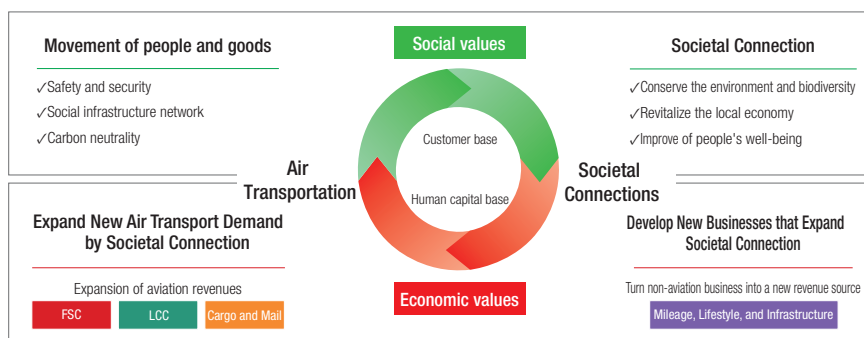 Movement of people and goods
✓Safety and security
✓Social infrastructure network
✓Carbon neutrality
Social values
Societal Connection
✓Conserve the environment and biodiversity
✓Revitalize the local economy
✓Improve of people's well-being
Customer base
Human capital base
Air
Transportation
Societal
Connections
Expand New Air Transport Demand
by Societal Connection
Expansion of aviation revenues
FSC
LCC
Cargo and Mail
Economic values
Develop New Businesses that Expand
Societal Connection
Turn non-aviation business into a new revenue source
Mileage, Lifestyle, and Infrastructure